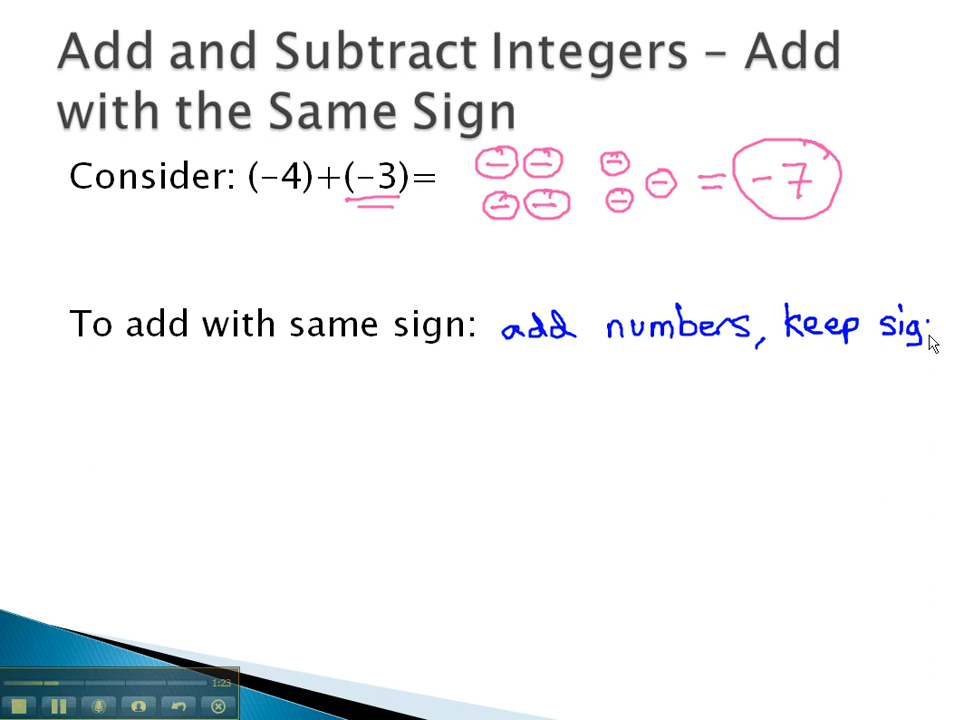 Add and Subtract Integers – Add
with the Same Sign
Consider: (-4)+(-3)= - - - - - - - = -7
To add with same sign: add numbers, keep sig
1:23